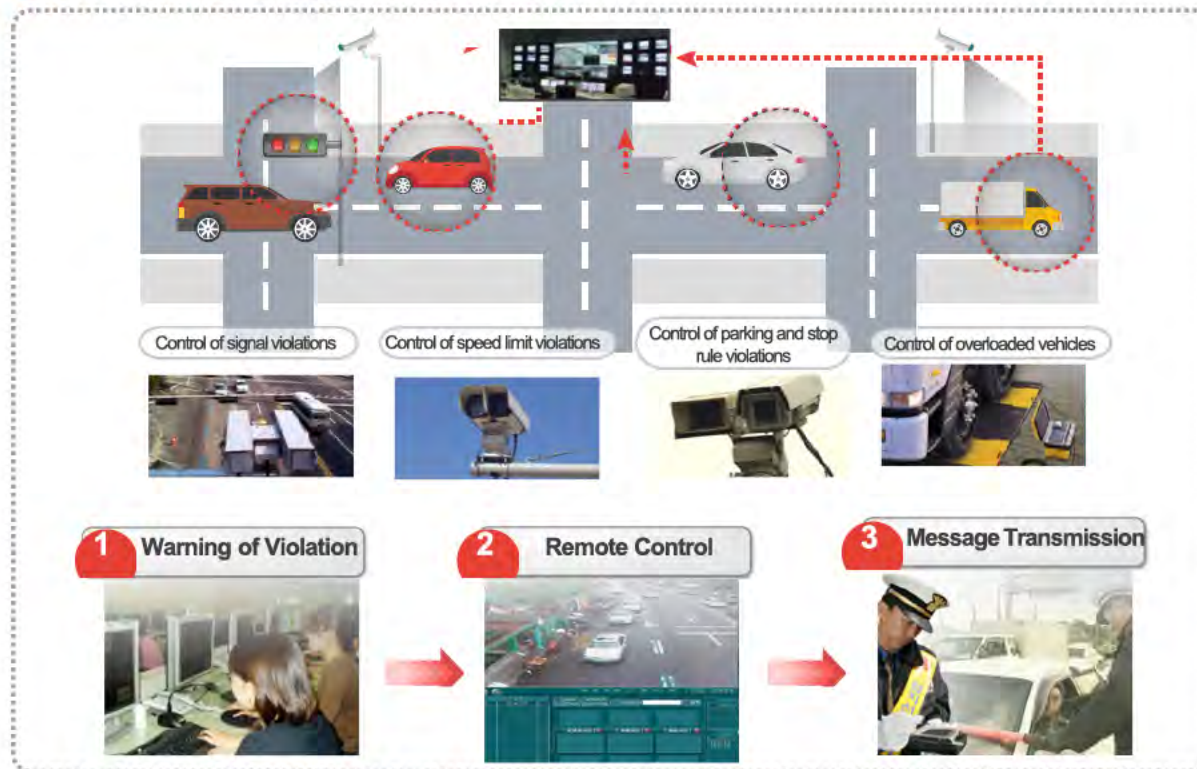 Control of signal violations
Control of speed limit violations
Control of parking and stop
rule violations
Control of overloaded vehicles
1 Warning of Violation
2 Remote Control
3 Message Transmission